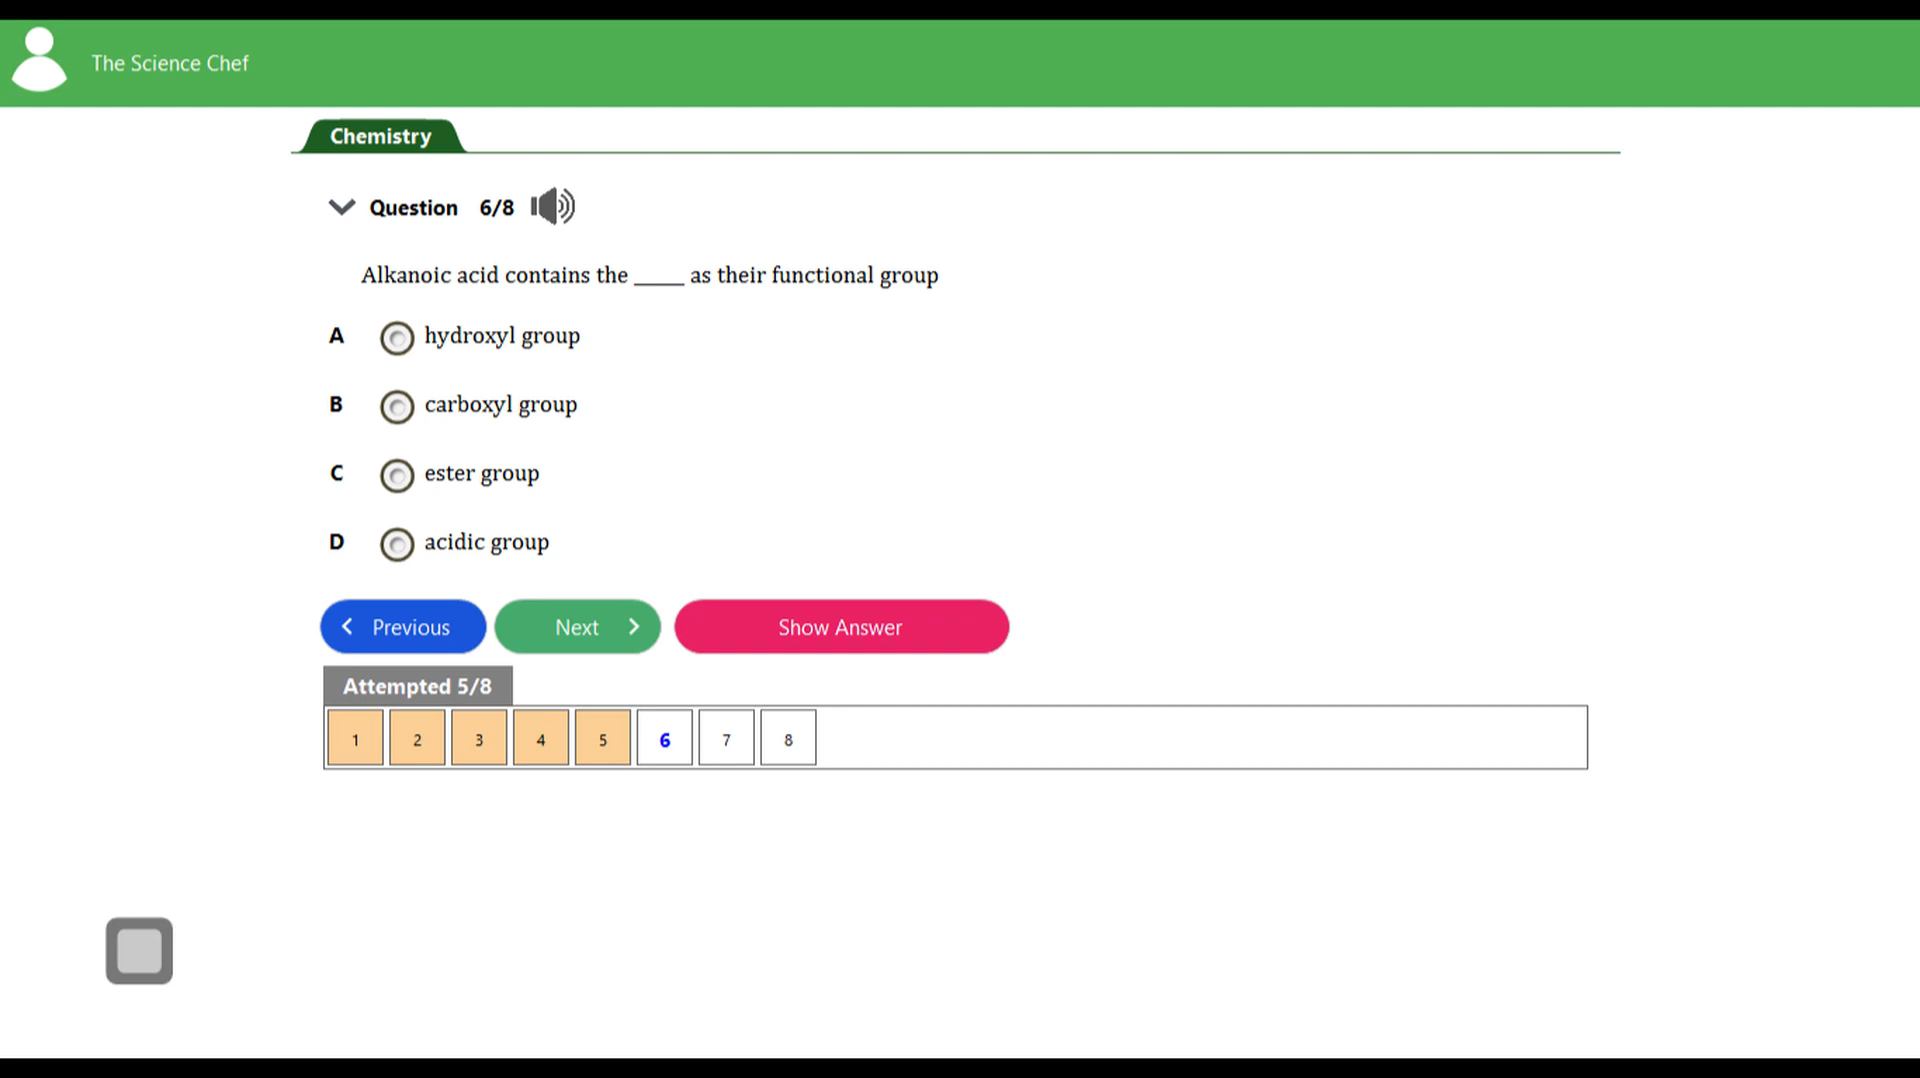 The Science Chef
Chemistry
Question 6/8
Alkanoic acid contains the _____ as their functional group
A hydroxyl group
B carboxyl group
C ester group
D acidic group
Previous Next Show Answer
Attempted 5/8
1 2 3 4 5 6 7 8